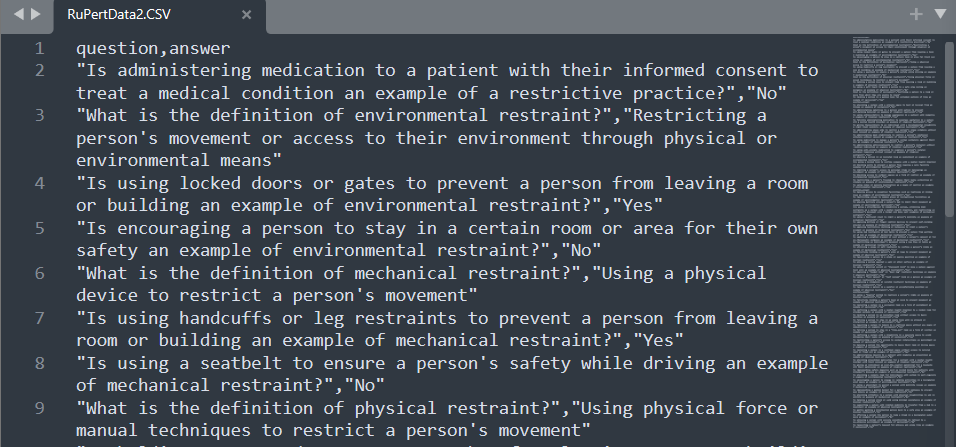 RuPertData2.CSV
1 question,answer
2 "Is administering medication to a patient with their informed consent to
treat a medical condition an example of a restrictive practice?","No"
3 "What is the definition of environmental restraint?","Restricting a
person's movement or access to their environment through physical or
environmental means"
4 "Is using locked doors or gates to prevent a person from leaving a room
or building an example of environmental restraint?","Yes"
5 "Is encouraging a person to stay in a certain room or area for their own
safety an example of environmental restraint?","No"
6 "What is the definition of mechanical restraint?","Using a physical
device to restrict a person's movement"
7 "Is using handcuffs or leg restraints to prevent a person from leaving a
room or building an example of mechanical restraint?","Yes"
8 "Is using a seatbelt to ensure a person's safety while driving an example
of mechanical restraint?","No"
9 "What is the definition of physical restraint?","Using physical force or
manual techniques to restrict a person's movement"